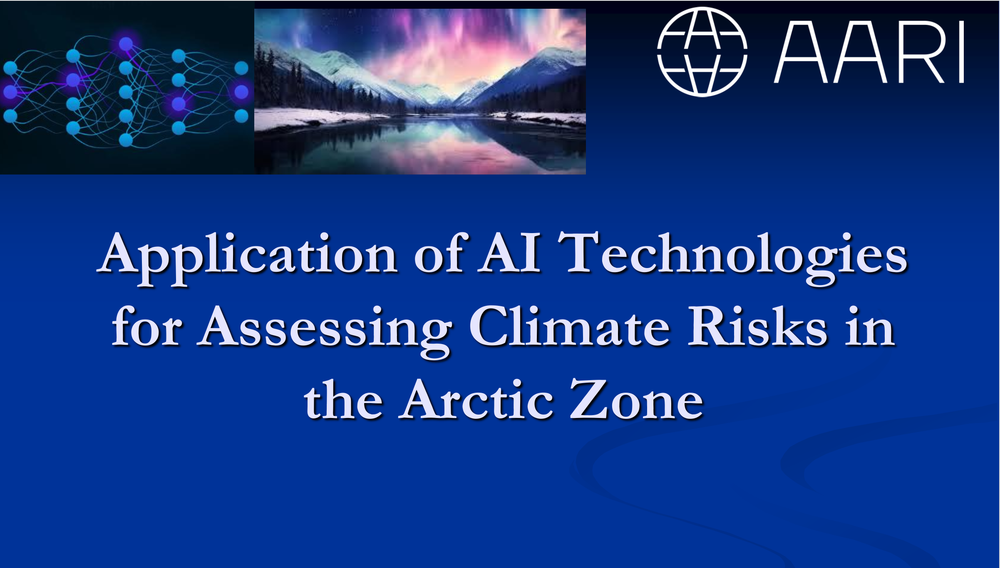 AARI
Application of AI Technologies
for Assessing Climate Risks in
the Arctic Zone